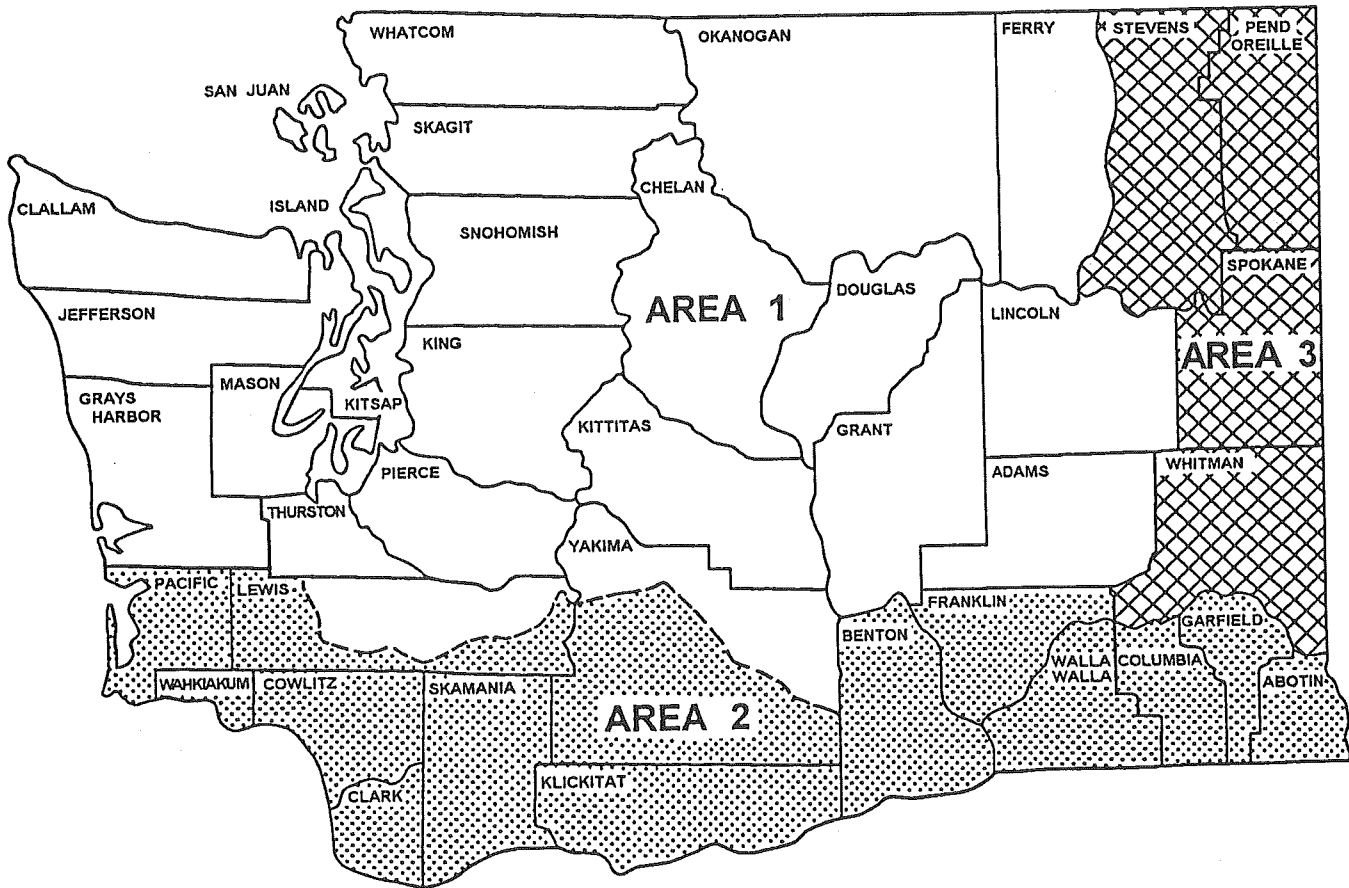 WHATCOM
OKANOGAN
FERRY
STEVENS
PEND
OREILLE
SAN JUAN
SKAGIT
CHELAN
CLALLAM
ISLAND
SNOHOMISH
SPOKANE
JEFFERSON
AREA 1
DOUGLAS
LINCOLN
KING
AREA 3
MASON
GRAYS
HARBOR
KITSAP
KITTITAS
GRANT
PIERCE
ADAMS
WHITMAN
THURSTON
YAKIMA
PACIFIC
LEWIS
FRANKLIN
BENTON
GARFIELD
WALLA
WALLA
COLUMBIA
ABOTIN
WAHKIAKUM
COWLITZ
SKAMANIA
AREA 2
KLICKITAT
CLARK